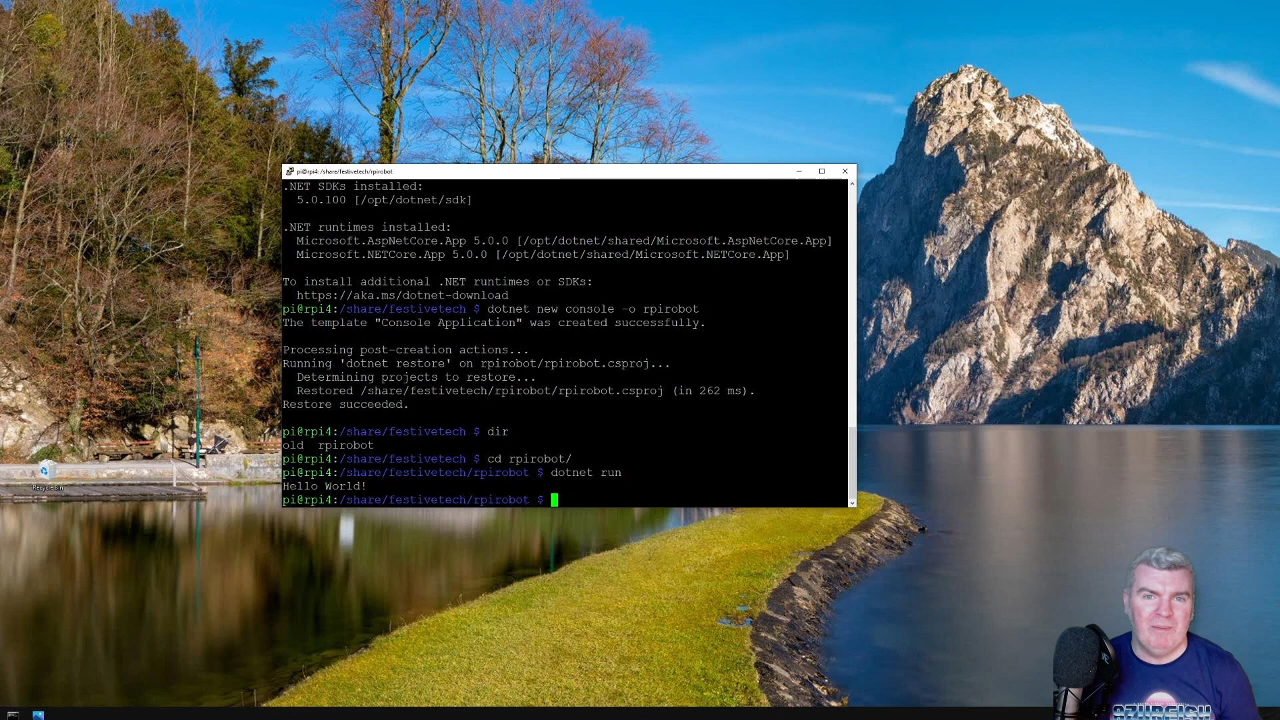 pi@rpi4: /share/festivetech/rpirobot
.NET SDKs installed:
5.0.100 [/opt/dotnet/sdk]
.NET runtimes installed:
Microsoft.AspNetCore.App 5.0.0 [/opt/dotnet/shared/Microsoft.AspNetCore.App]
Microsoft.NETCore.App 5.0.0 [/opt/dotnet/shared/Microsoft.NETCore.App]
To install additional .NET runtimes or SDKs:
https://aka.ms/dotnet-download
pi@rpi4:/share/festivetech $ dotnet new console -o rpirobot
The template "Console Application" was created successfully.
Processing post-creation actions...
Running 'dotnet restore' on rpirobot/rpirobot.csproj...
Determining projects to restore...
Restored /share/festivetech/rpirobot/rpirobot.csproj (in 262 ms).
Restore succeeded.
pi@rpi4:/share/festivetech $ dir
old rpirobot
pi@rpi4:/share/festivetech $ cd rpirobot/
pi@rpi4:/share/festivetech/rpirobot $ dotnet run
Hello World!
pi@rpi4:/share/festivetech/rpirobot $
Recycle Bin